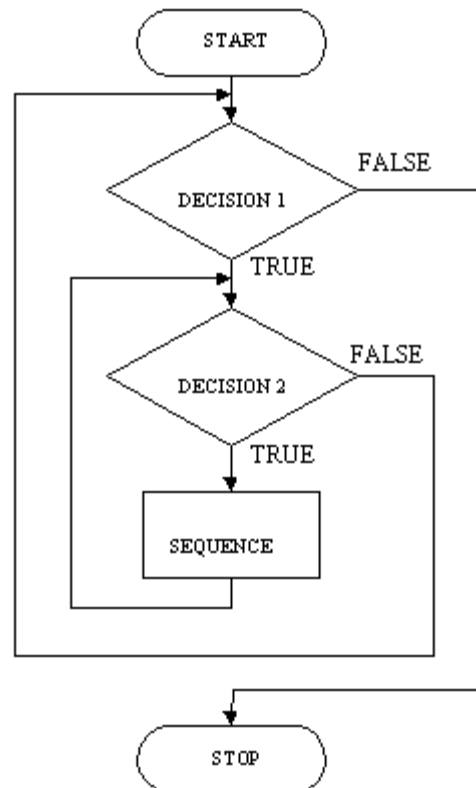 START
FALSE
DECISION 1
TRUE
FALSE
DECISION 2
TRUE
SEQUENCE
STOP